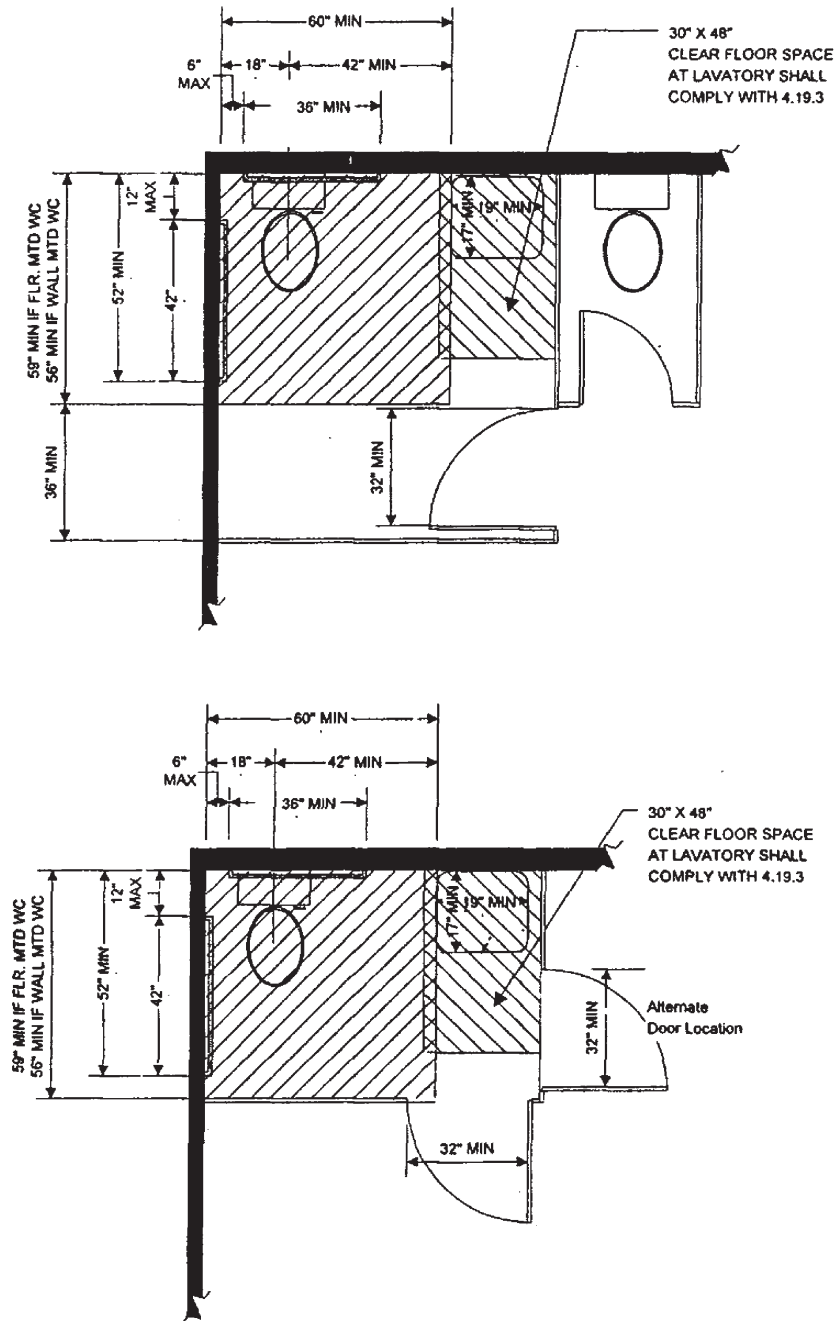 60" MIN
6"
MAX
18"
42" MIN
36" MIN
30" X 48"
CLEAR FLOOR SPACE
AT LAVATORY SHALL
COMPLY WITH 4.19.3
59" MIN IF FLR. MTD WC
56" MIN IF WALL MTD WC
52" MIN
12"
MAX
42"
17" MIN
19" MIN
36" MIN
32" MIN
60" MIN
6"
MAX
18"
42" MIN
36" MIN
30" X 48"
CLEAR FLOOR SPACE
AT LAVATORY SHALL
COMPLY WITH 4.19.3
59" MIN IF FLR. MTD WC
56" MIN IF WALL MTD WC
52" MIN
12"
MAX
42"
17" MIN
19" MIN
32" MIN
Alternate
Door Location
32" MIN